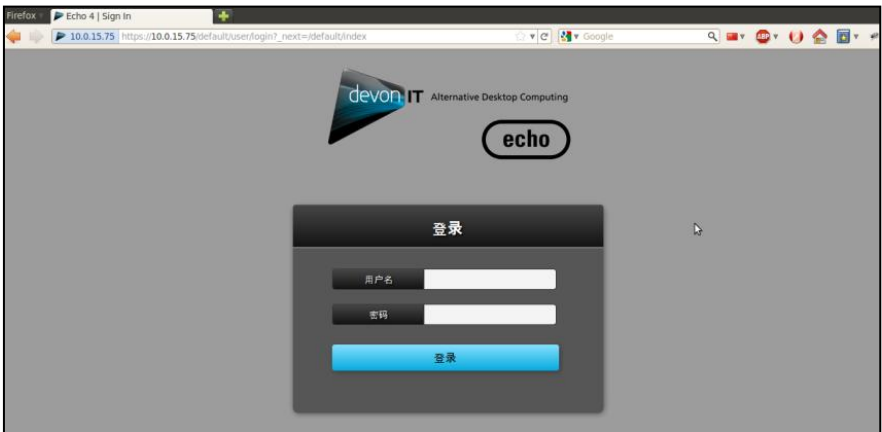 Firefox
Echo 4 | Sign In
10.0.15.75 https://10.0.15.75/default/user/login?_next=/default/index
Google
ABP
devon IT Alternative Desktop Computing
echo
登录
用户名
密码
登录